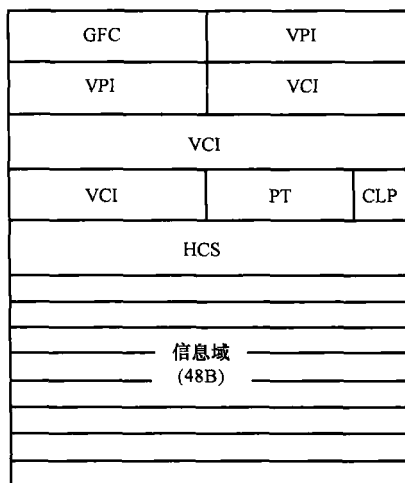 GFC VPI
VPI VCI
VCI
VCI PT CLP
HCS
信息域
(48B)